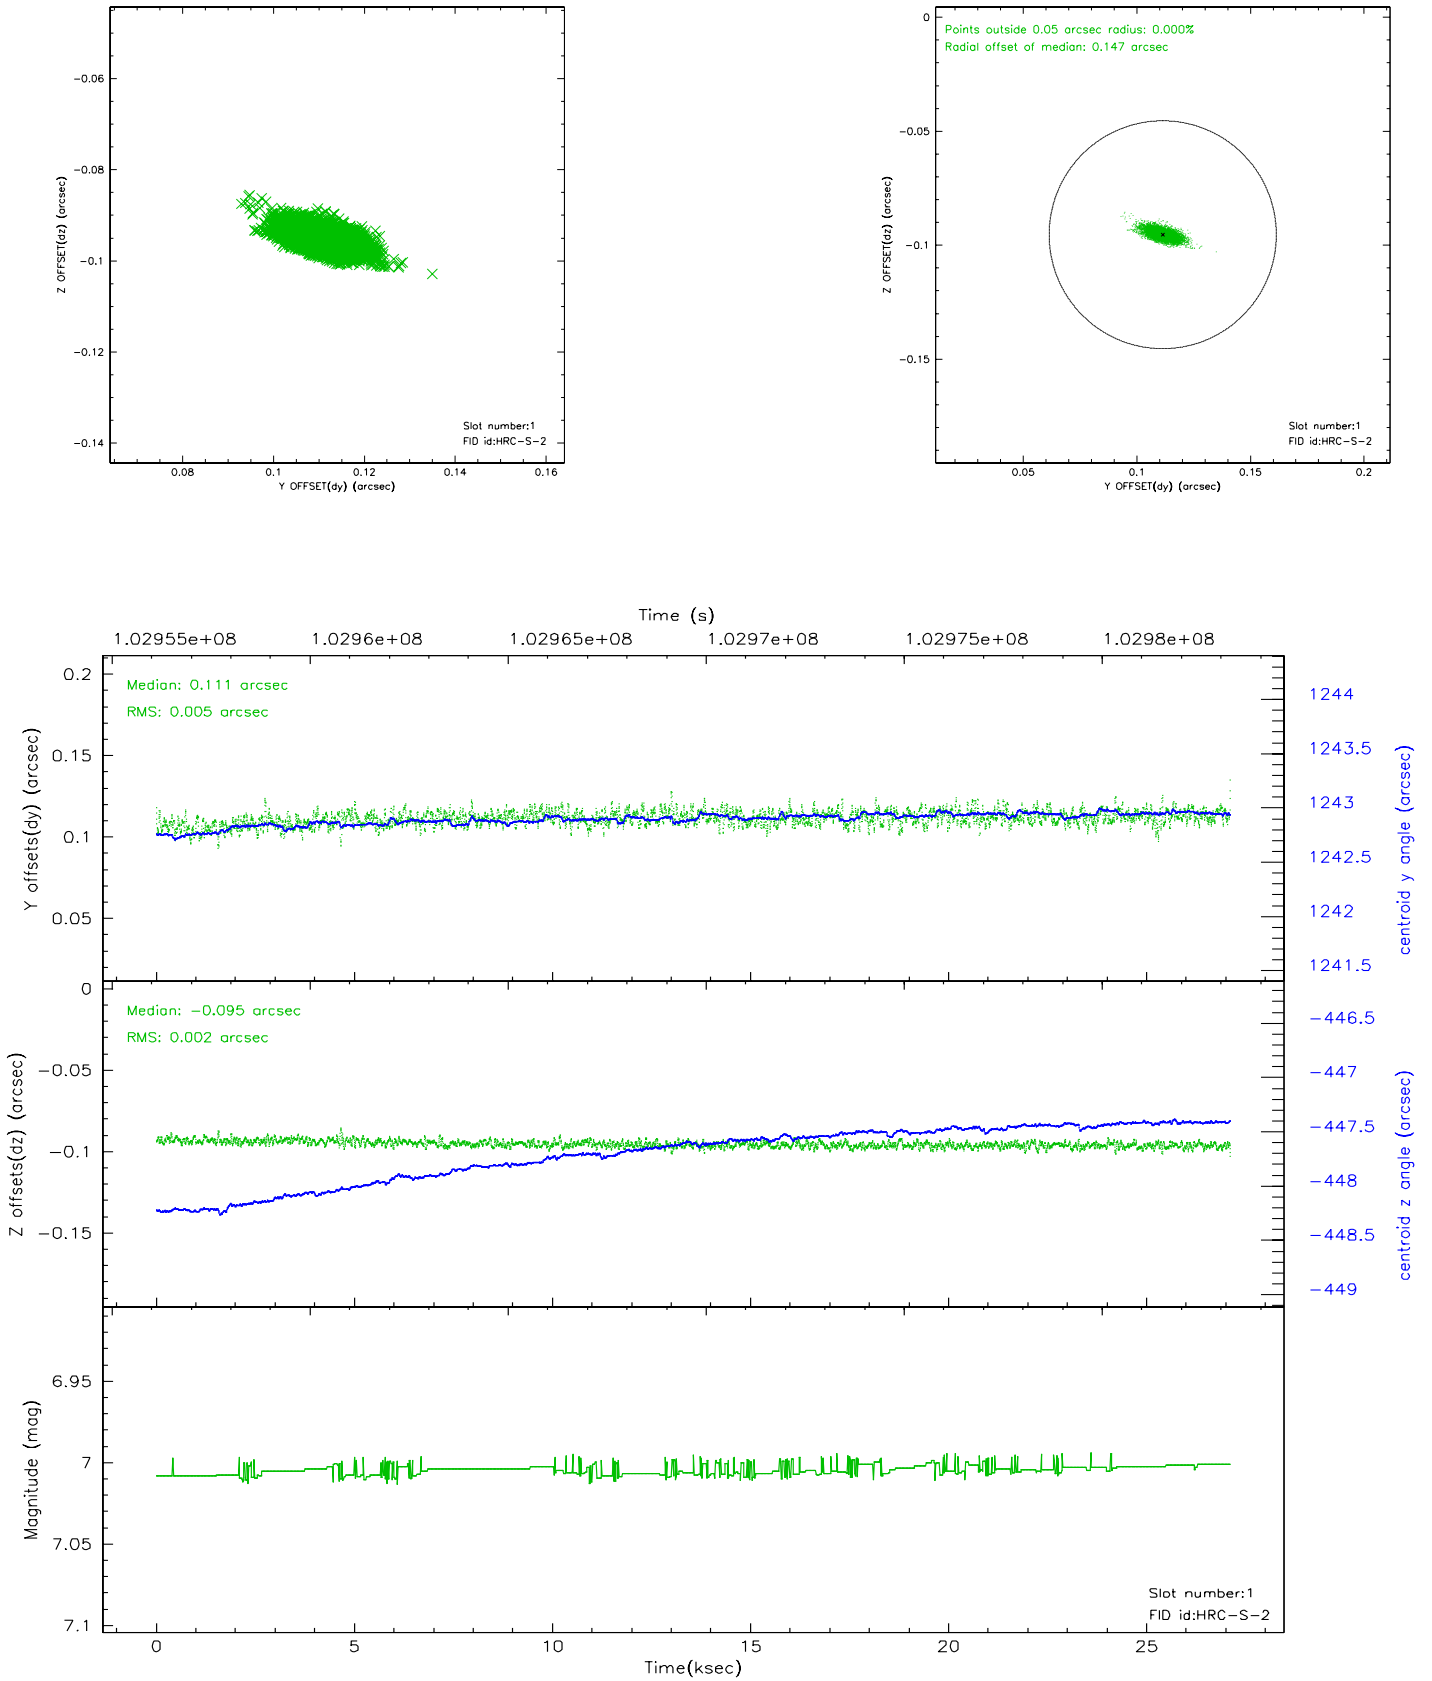 -0.06
-0.08
-0.1
-0.12
-0.14
Z OFFSET(dz) (arcsec)
0.08 0.1 0.12 0.14 0.16
Y OFFSET(dy) (arcsec)
Slot number:1
FID id:HRC-S-2
Points outside 0.05 arcsec radius: 0.000%
Radial offset of median: 0.147 arcsec
0
-0.05
-0.1
-0.15
Z OFFSET(dz) (arcsec)
0.05 0.1 0.15 0.2
Y OFFSET(dy) (arcsec)
Slot number:1
FID id:HRC-S-2
Time (s)
1.02955e+08 1.0296e+08 1.02965e+08 1.0297e+08 1.02975e+08 1.0298e+08
Median: 0.111 arcsec
RMS: 0.005 arcsec
0.2
0.15
0.1
0.05
Y offsets(dy) (arcsec)
1244
1243.5
1243
1242.5
1242
1241.5
centroid y angle (arcsec)
Median: -0.095 arcsec
RMS: 0.002 arcsec
0
-0.05
-0.1
-0.15
Z offsets(dz) (arcsec)
-446.5
-447
-447.5
-448
-448.5
-449
centroid z angle (arcsec)
6.95
7
7.05
7.1
Magnitude (mag)
Slot number:1
FID id:HRC-S-2
0 5 10 15 20 25
Time(ksec)